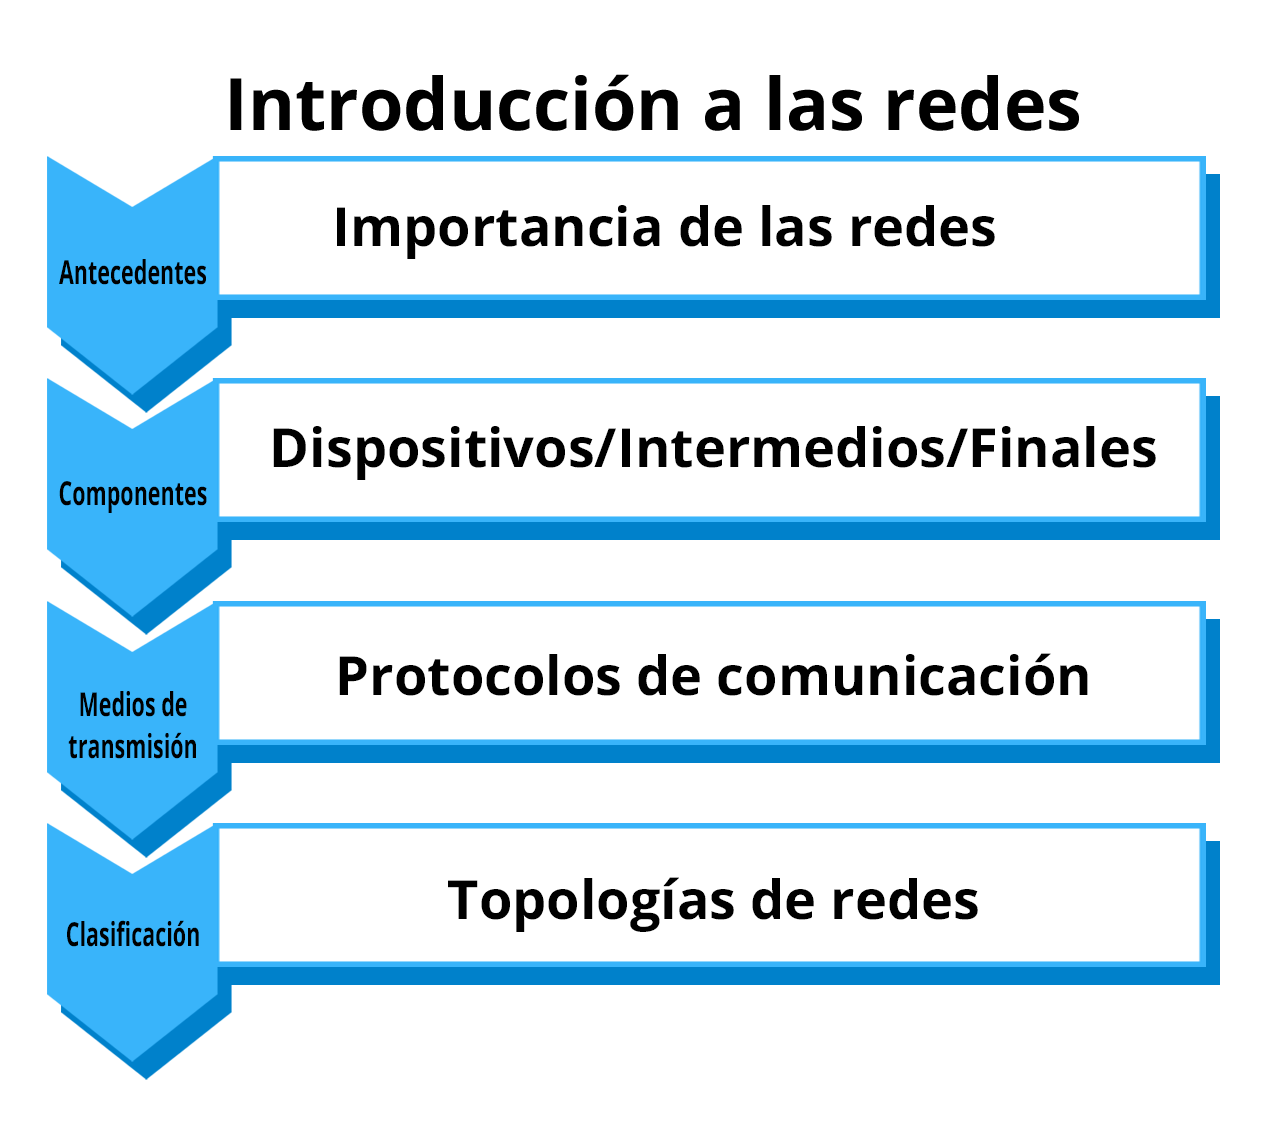 Introducción a las redes
Importancia de las redes
Antecedentes
Dispositivos/Intermedios/Finales
Componentes
Protocolos de comunicación
Medios de
transmisión
Topologías de redes
Clasificación